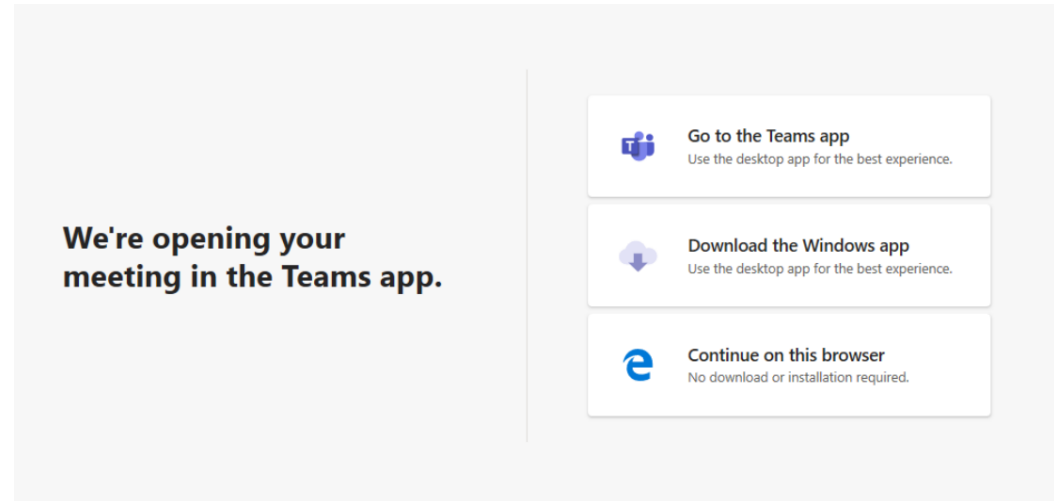 We're opening your
meeting in the Teams app.
Go to the Teams app
Use the desktop app for the best experience.
Download the Windows app
Use the desktop app for the best experience.
Continue on this browser
No download or installation required.